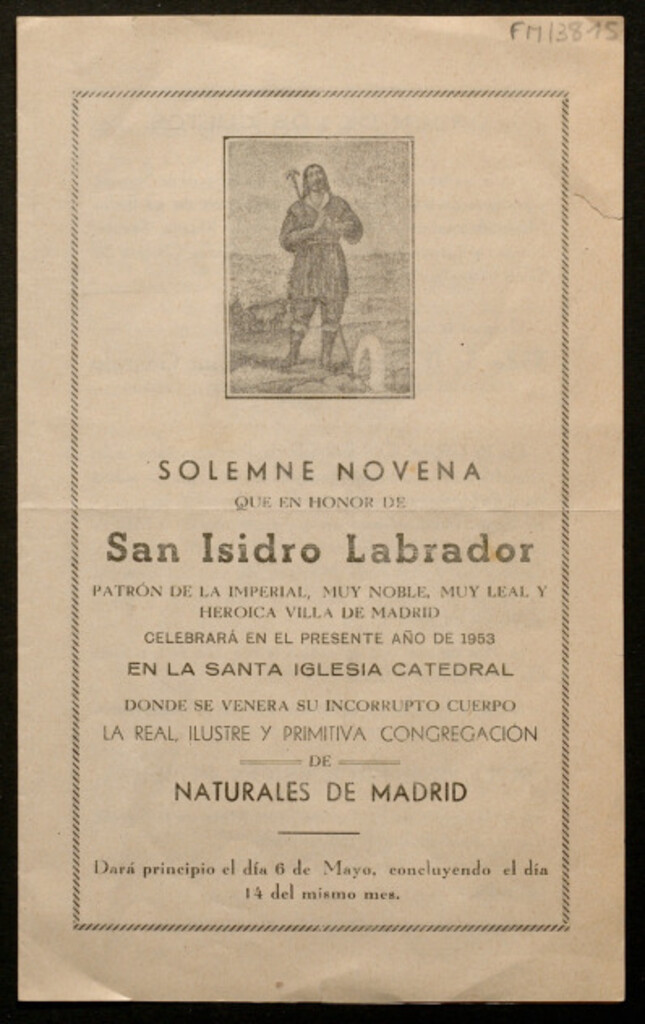 FM 13815
SOLEMNE NOVENA
QUE EN HONOR DE
San Isidro Labrador
PATRÓN DE LA IMPERIAL, MUY NOBLE, MUY LEAL Y
HEROICA VILLA DE MADRID
CELEBRARÁ EN EL PRESENTE AÑO DE 1953
EN LA SANTA IGLESIA CATEDRAL
DONDE SE VENERA SU INCORRUPTO CUERPO
LA REAL, ILUSTRE Y PRIMITIVA CONGREGACIÓN
DE
NATURALES DE MADRID
Dará principio el día 6 de Mayo, concluyendo el día
14 del mismo mes.